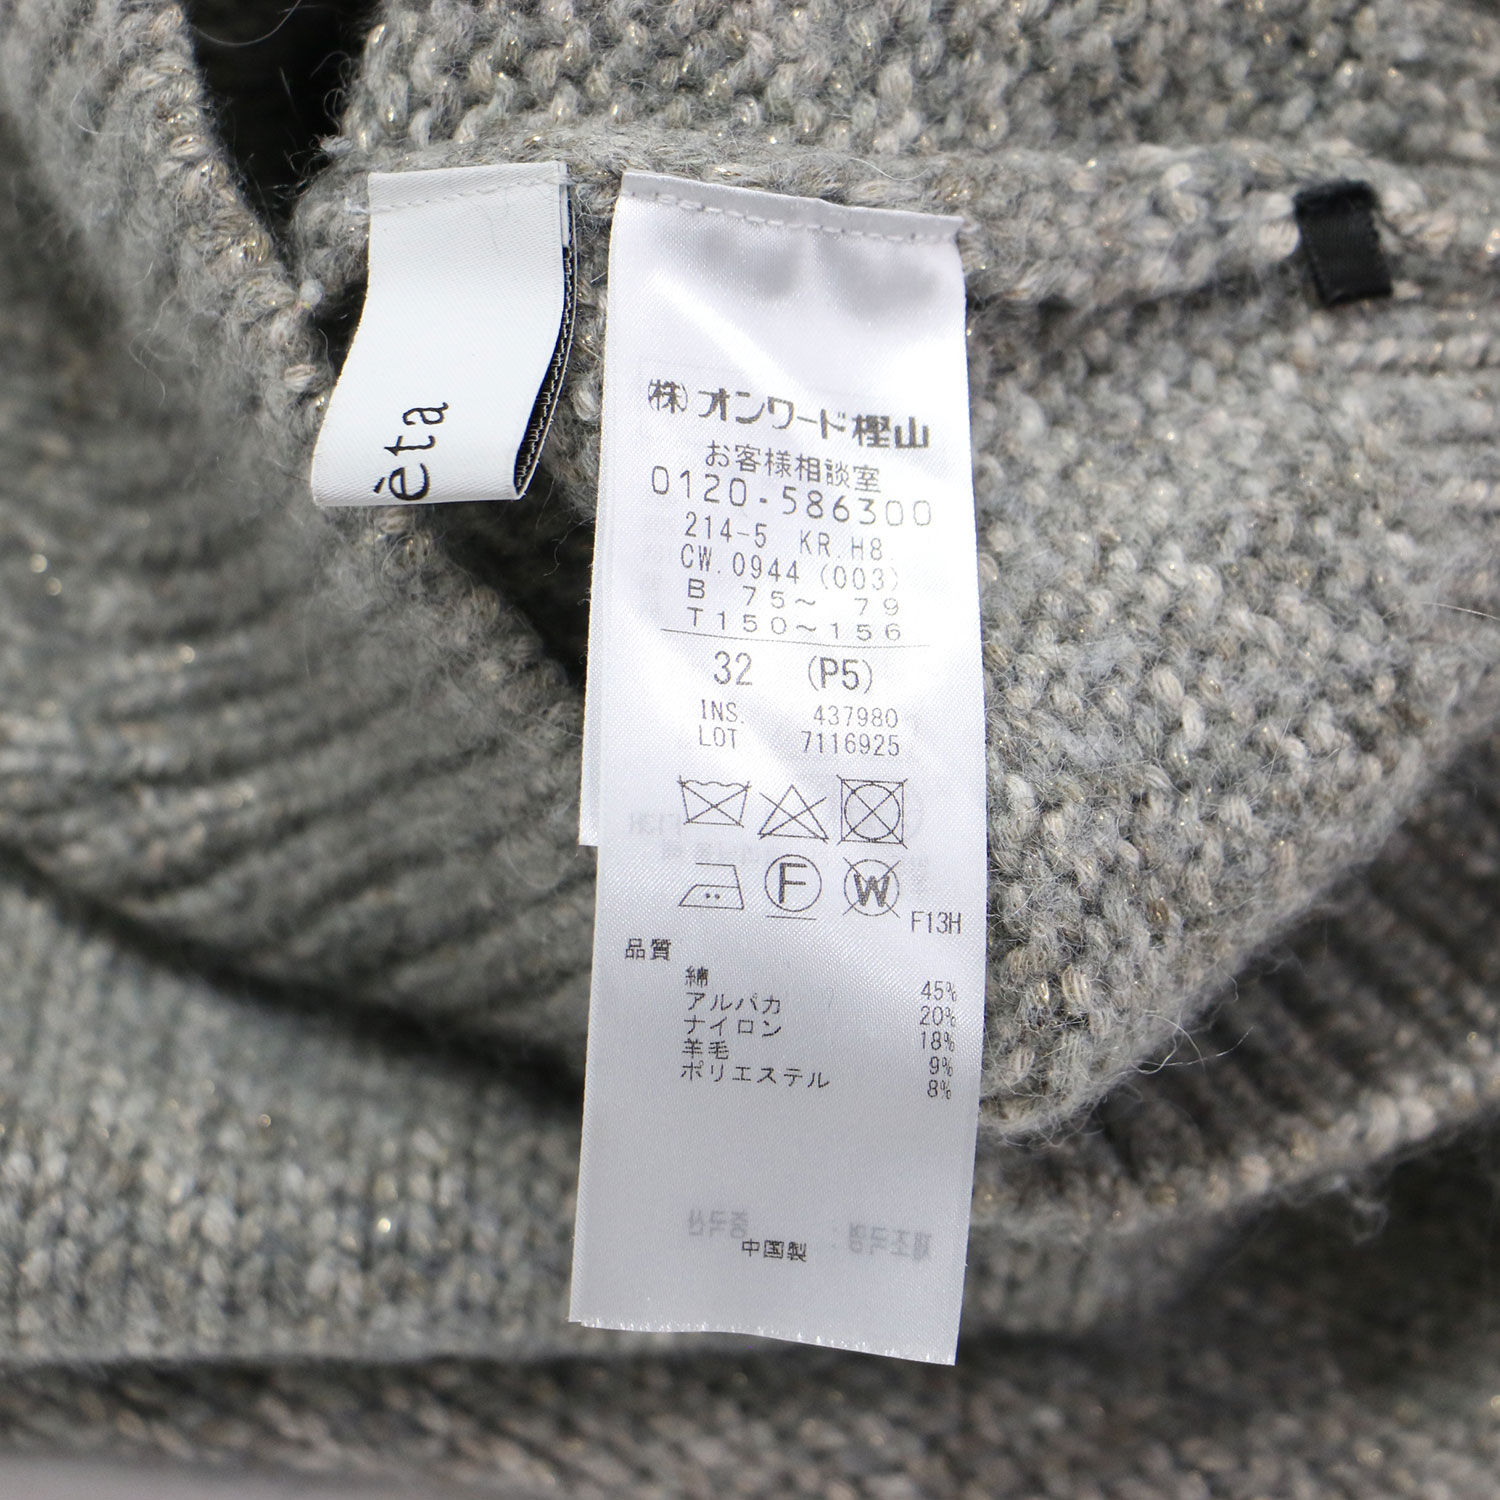 èta
(株)オンワード樫山
お客様相談室
0120-586300
214-5 KR.H8.
CW.0944 (003)
B 75～ 79
T150～156
32 (P5)
INS. 437980
LOT 7116925
F
W
F13H
品質
綿 45%
アルパカ 20%
ナイロン 18%
羊毛 9%
ポリエステル 8%
中国製